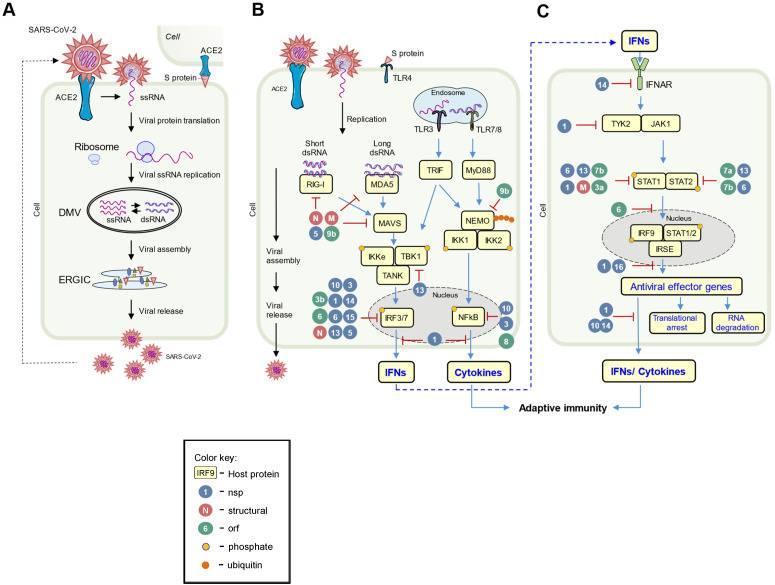 A
SARS-CoV-2
Cell
ACE2
S protein
ACE2
ssRNA
Viral protein translation
Ribosome
Viral ssRNA replication
DMV
ssRNA
dsRNA
Viral assembly
ERGIC
Viral release
SARS-CoV-2
Cell
B
S protein
TLR4
ACE2
Replication
Endosome
TLR3
TLR7/8
Short
dsRNA
Long
dsRNA
RIG-I
MDA5
TRIF
MyD88
9b
N M
5 9b
MAVS
NEMO
IKK1
IKK2
IKKe
TBK1
TANK
13
Cell
Viral
assembly
Viral
release
Nucleus
10 3
3b 1 14
6 6 15
N 13 5
IRF3/7
NFkB
10
3
1
8
IFNs
Cytokines
Adaptive immunity
C
IFNs
14
IFNAR
1
TYK2
JAK1
6 13 7b
1 M 3a
STAT1
STAT2
7a 13
7b 6
6
Nucleus
IRF9
STAT1/2
IRSE
1 16
Cell
Antiviral effector genes
1
10 14
Translational
arrest
RNA
degradation
IFNs/ Cytokines
Color key:
IRF9 – Host protein
1 – nsp
N – structural
6 – orf
– phosphate
– ubiquitin